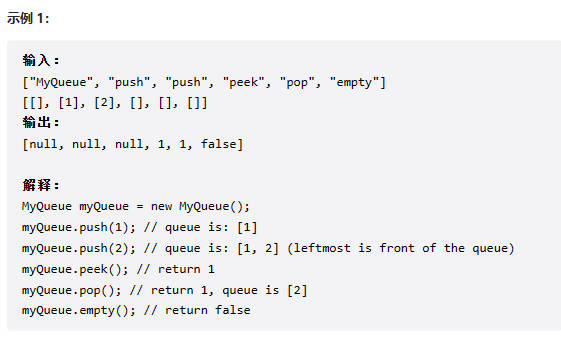 示例 1：
输入：
["MyQueue", "push", "push", "peek", "pop", "empty"]
[[], [1], [2], [], [], []]
输出：
[null, null, null, 1, 1, false]
解释：
MyQueue myQueue = new MyQueue();
myQueue.push(1); // queue is: [1]
myQueue.push(2); // queue is: [1, 2] (leftmost is front of the queue)
myQueue.peek(); // return 1
myQueue.pop(); // return 1, queue is [2]
myQueue.empty(); // return false